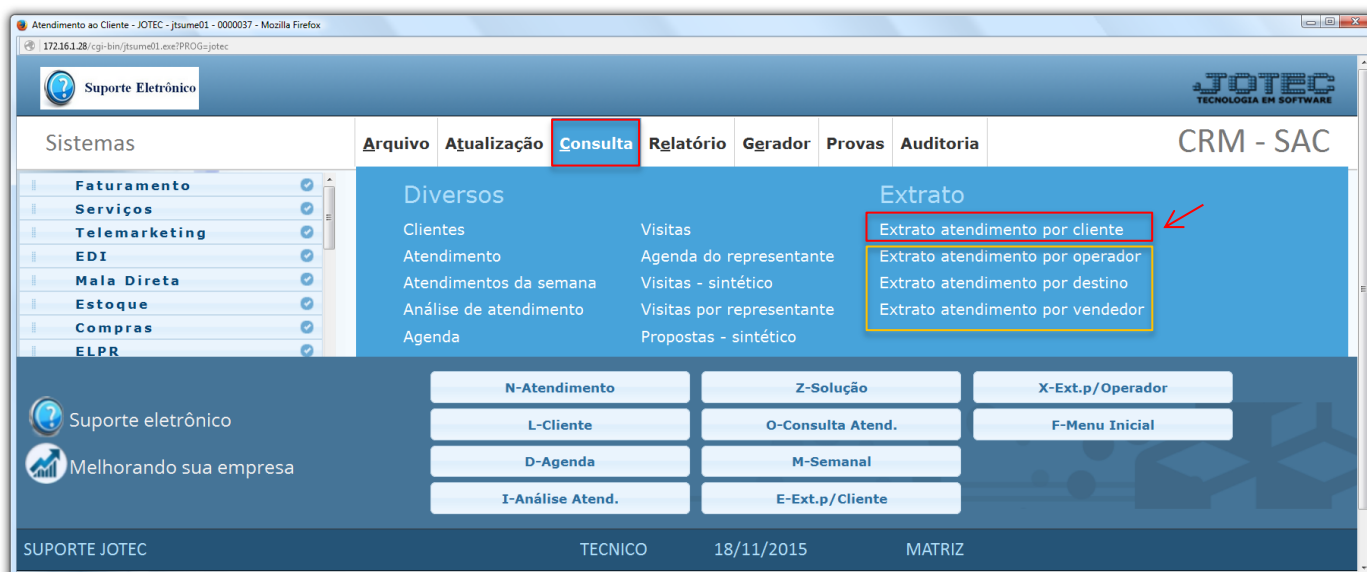 Atendimento ao Cliente - JOTEC - jtsume01 - 0000037 - Mozilla Firefox
172.16.1.28/cgi-bin/jtsume01.exe?PROG=jotec
Suporte Eletrônico
JOTEC
TECNOLOGIA EM SOFTWARE
Sistemas
Arquivo Atualização Consulta Relatório Gerador Provas Auditoria
CRM - SAC
Faturamento
Serviços
Telemarketing
EDI
Mala Direta
Estoque
Compras
ELPR
Diversos
Clientes
Atendimento
Atendimentos da semana
Análise de atendimento
Agenda
Visitas
Agenda do representante
Visitas - sintético
Visitas por representante
Propostas - sintético
Extrato
Extrato atendimento por cliente
Extrato atendimento por operador
Extrato atendimento por destino
Extrato atendimento por vendedor
Suporte eletrônico
Melhorando sua empresa
N-Atendimento
Z-Solução
X-Ext.p/Operador
L-Cliente
O-Consulta Atend.
F-Menu Inicial
D-Agenda
M-Semanal
I-Análise Atend.
E-Ext.p/Cliente
SUPORTE JOTEC TECNICO 18/11/2015 MATRIZ